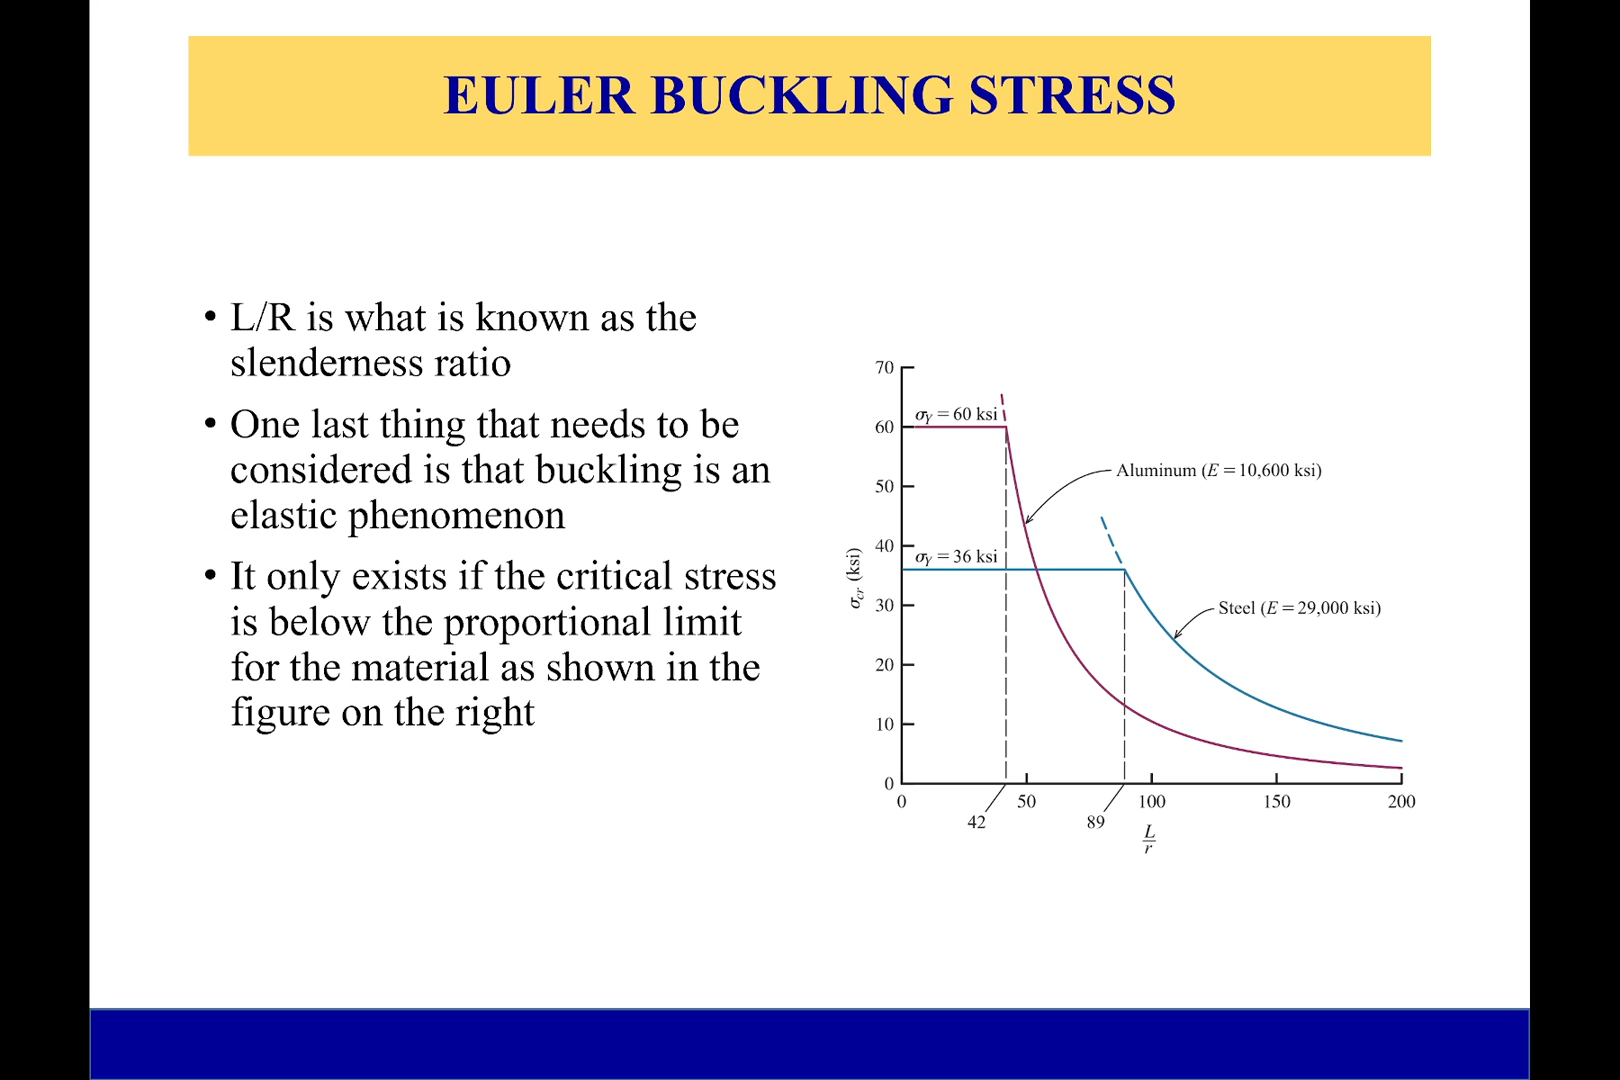 EULER BUCKLING STRESS
• L/R is what is known as the
slenderness ratio
• One last thing that needs to be
considered is that buckling is an
elastic phenomenon
• It only exists if the critical stress
is below the proportional limit
for the material as shown in the
figure on the right
70
σY = 60 ksi
60
Aluminum (E = 10,600 ksi)
50
40
σY = 36 ksi
σcr (ksi)
30
Steel (E = 29,000 ksi)
20
10
0
0 50 100 150 200
42 89
L
r